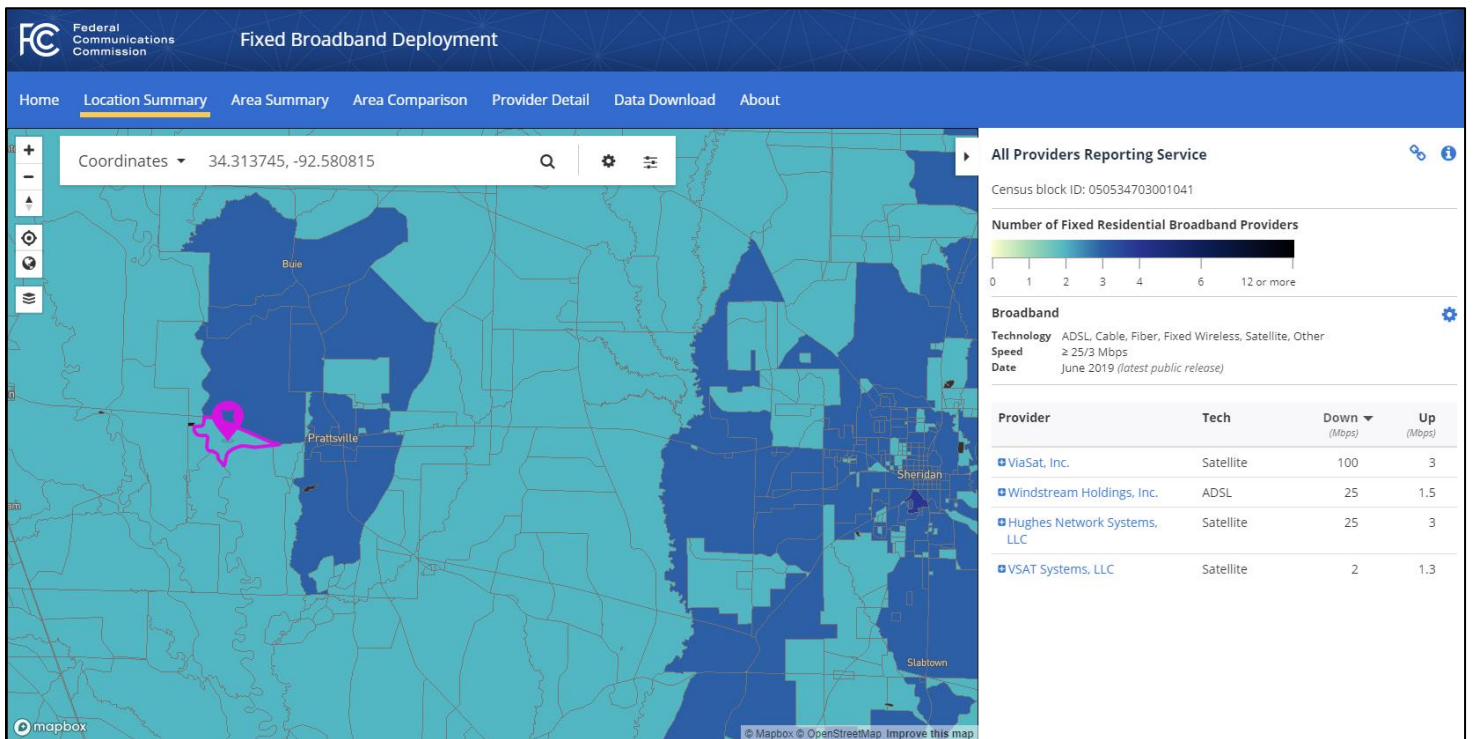 FC
Federal
Communications
Commission
Fixed Broadband Deployment
Home Location Summary Area Summary Area Comparison Provider Detail Data Download About
Coordinates 34.313745, -92.580815
Buie
Prattsville
Sheridan
Slabtown
mapbox
© Mapbox © OpenStreetMap Improve this map
All Providers Reporting Service
Census block ID: 050534703001041
Number of Fixed Residential Broadband Providers
0 1 2 3 4 6 12 or more
Broadband
Technology ADSL, Cable, Fiber, Fixed Wireless, Satellite, Other
Speed ≥ 25/3 Mbps
Date June 2019 (latest public release)
Provider Tech Down Up
(Mbps) (Mbps)
ViaSat, Inc. Satellite 100 3
Windstream Holdings, Inc. ADSL 25 1.5
Hughes Network Systems, Satellite 25 3
LLC
VSAT Systems, LLC Satellite 2 1.3